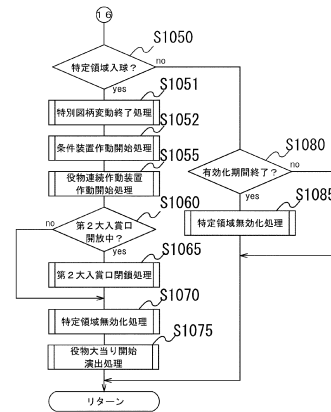 16
S1050
特定領域入球？
no
yes
S1051
特別図柄変動終了処理
S1052
条件装置作動開始処理
S1055
役物連続作動装置
作動開始処理
S1060
第２大入賞口
開放中？
no
yes
S1065
第２大入賞口閉鎖処理
S1070
特定領域無効化処理
S1075
役物大当り開始
演出処理
リターン
S1080
有効化期間終了？
no
yes
S1085
特定領域無効化処理